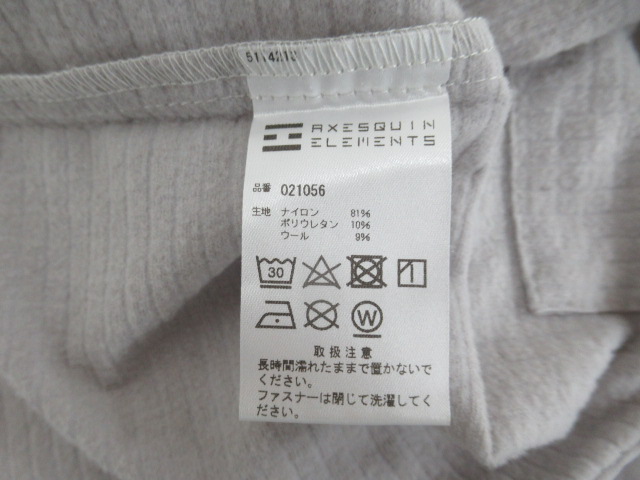 AXESQUIN
ELEMENTS
品番 021056
生地 ナイロン 81%
ポリウレタン 10%
ウール 9%
30
W
取扱注意
長時間濡れたままで置かないで
ください。
ファスナーは閉じて洗濯してく
ださい。